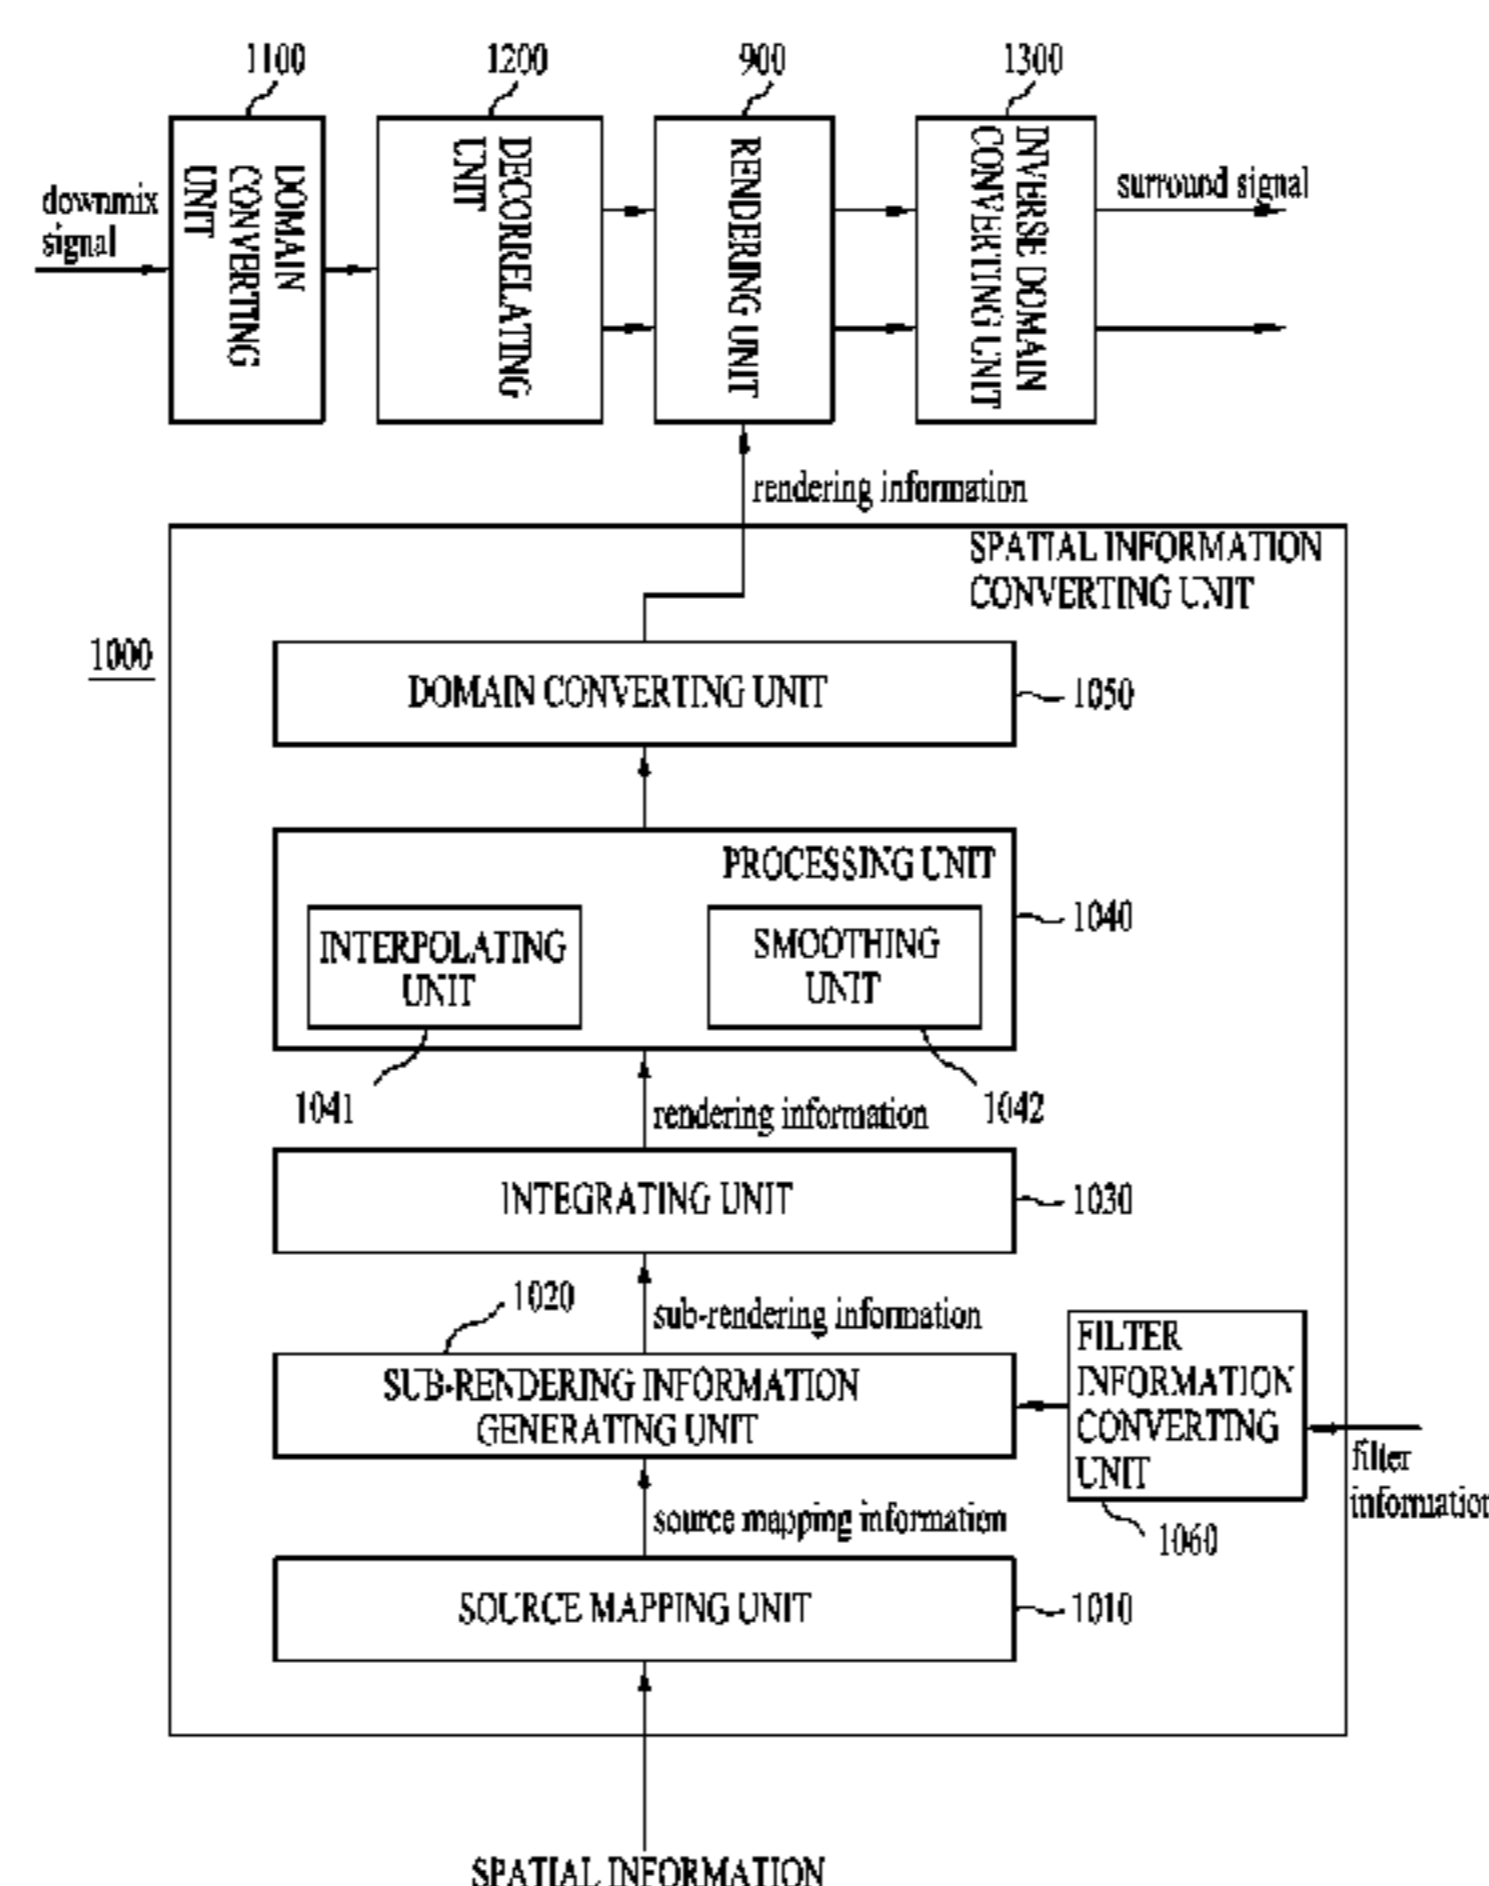 1100
1200
900
1300
downmix
signal
DOMAIN
CONVERTING
UNIT
DECORRELATING
UNIT
RENDERING UNIT
INVERSE DOMAIN
CONVERTING UNIT
surround signal
rendering information
SPATIAL INFORMATION
CONVERTING UNIT
1000
DOMAIN CONVERTING UNIT
1050
PROCESSING UNIT
1040
INTERPOLATING
UNIT
SMOOTHING
UNIT
1041
1042
rendering information
INTEGRATING UNIT
1030
1020
sub-rendering information
SUB-RENDERING INFORMATION
GENERATING UNIT
FILTER
INFORMATION
CONVERTING
UNIT
filter
information
source mapping information
1060
SOURCE MAPPING UNIT
1010
SPATIAL INFORMATION